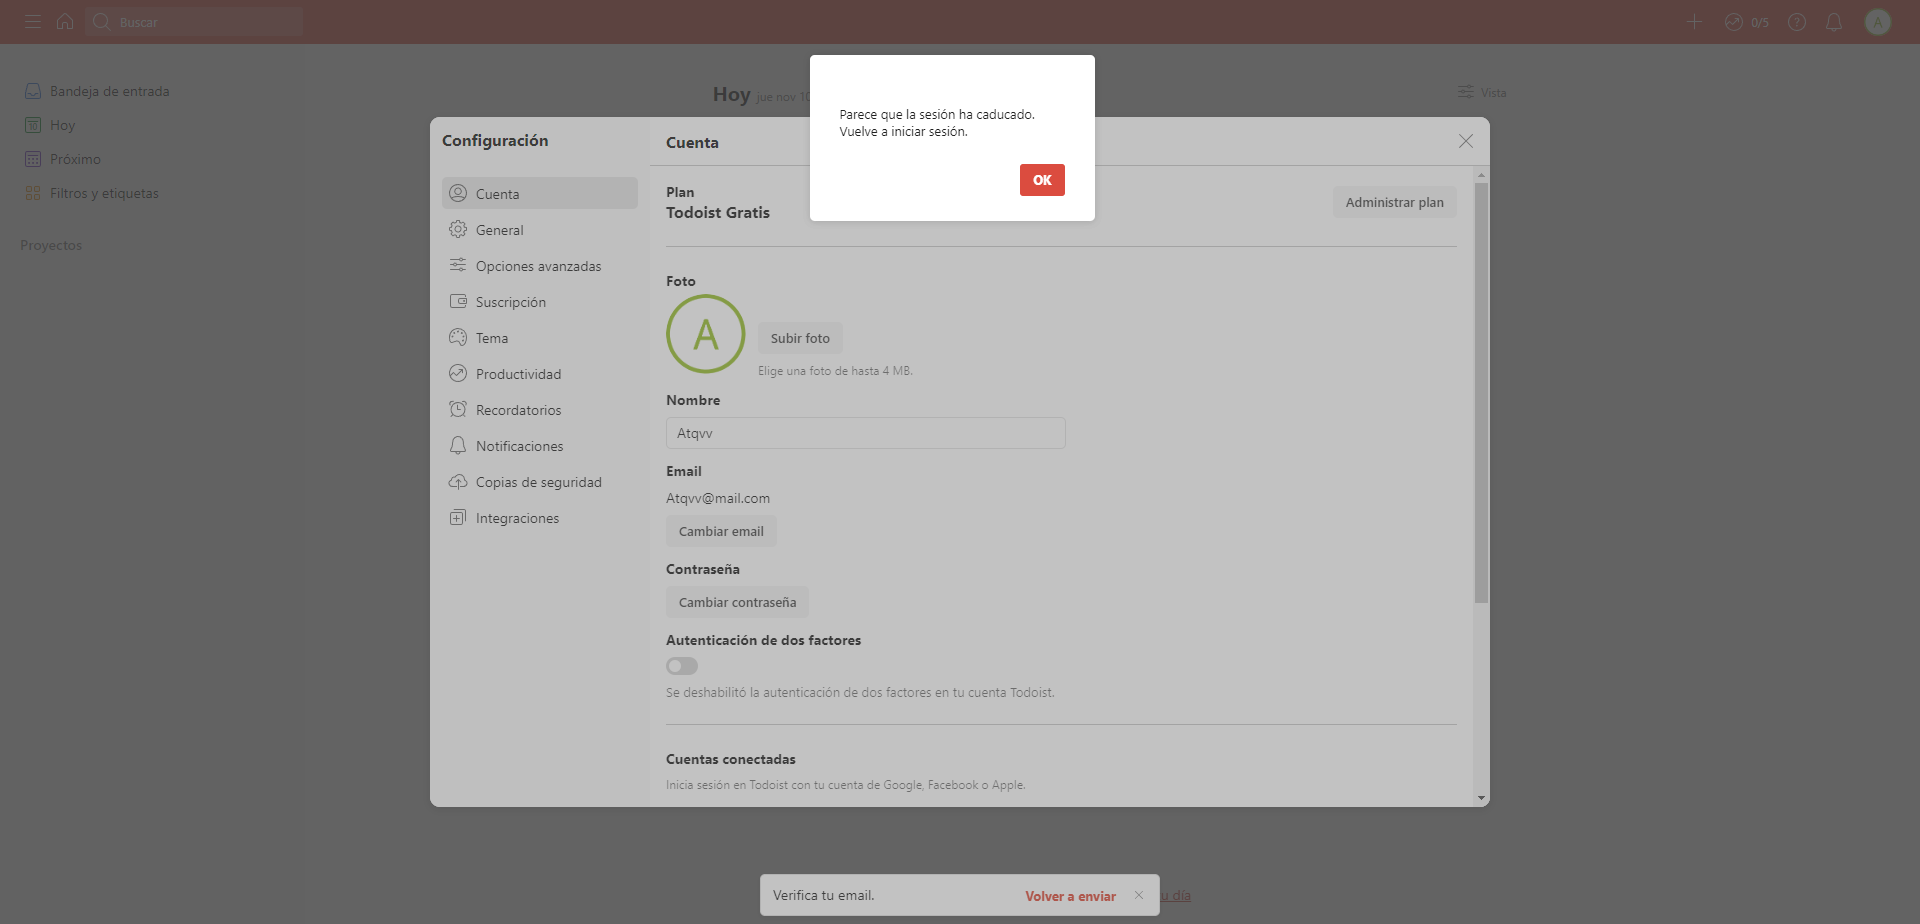 Buscar
0/5
A
Bandeja de entrada
10
Hoy
Próximo
Filtros y etiquetas
Proyectos
Hoy jue nov 10
Vista
Parece que la sesión ha caducado.
Vuelve a iniciar sesión.
OK
Configuración
Cuenta
General
Opciones avanzadas
Suscripción
Tema
Productividad
Recordatorios
Notificaciones
Copias de seguridad
Integraciones
Cuenta
Plan
Todoist Gratis
Administrar plan
Foto
A
Subir foto
Elige una foto de hasta 4 MB.
Nombre
Atqvv
Email
Atqvv@mail.com
Cambiar email
Contraseña
Cambiar contraseña
Autenticación de dos factores
Se deshabilitó la autenticación de dos factores en tu cuenta Todoist.
Cuentas conectadas
Inicia sesión en Todoist con tu cuenta de Google, Facebook o Apple.
Verifica tu email.
Volver a enviar
u día